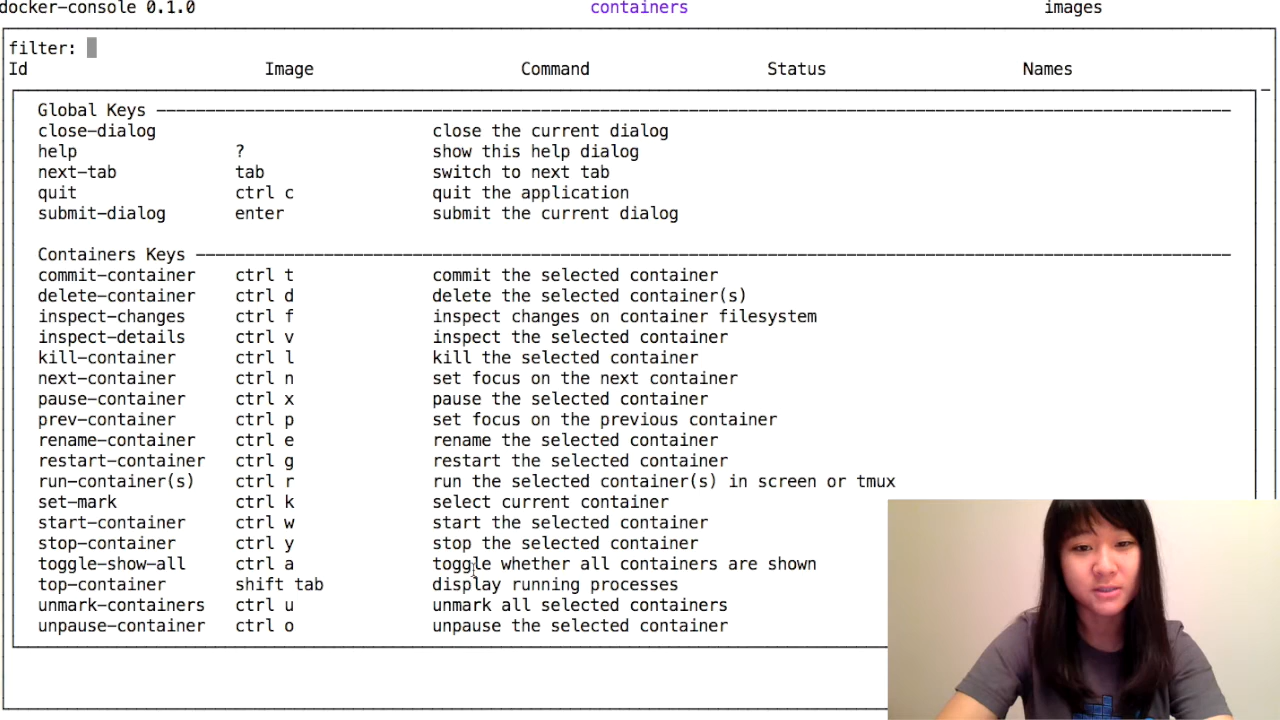 docker-console 0.1.0 containers images
filter:
Id Image Command Status Names
Global Keys
close-dialog close the current dialog
help ? show this help dialog
next-tab tab switch to next tab
quit ctrl c quit the application
submit-dialog enter submit the current dialog
Containers Keys
commit-container ctrl t commit the selected container
delete-container ctrl d delete the selected container(s)
inspect-changes ctrl f inspect changes on container filesystem
inspect-details ctrl v inspect the selected container
kill-container ctrl l kill the selected container
next-container ctrl n set focus on the next container
pause-container ctrl x pause the selected container
prev-container ctrl p set focus on the previous container
rename-container ctrl e rename the selected container
restart-container ctrl g restart the selected container
run-container(s) ctrl r run the selected container(s) in screen or tmux
set-mark ctrl k select current container
start-container ctrl w start the selected container
stop-container ctrl y stop the selected container
toggle-show-all ctrl a toggle whether all containers are shown
top-container shift tab display running processes
unmark-containers ctrl u unmark all selected containers
unpause-container ctrl o unpause the selected container